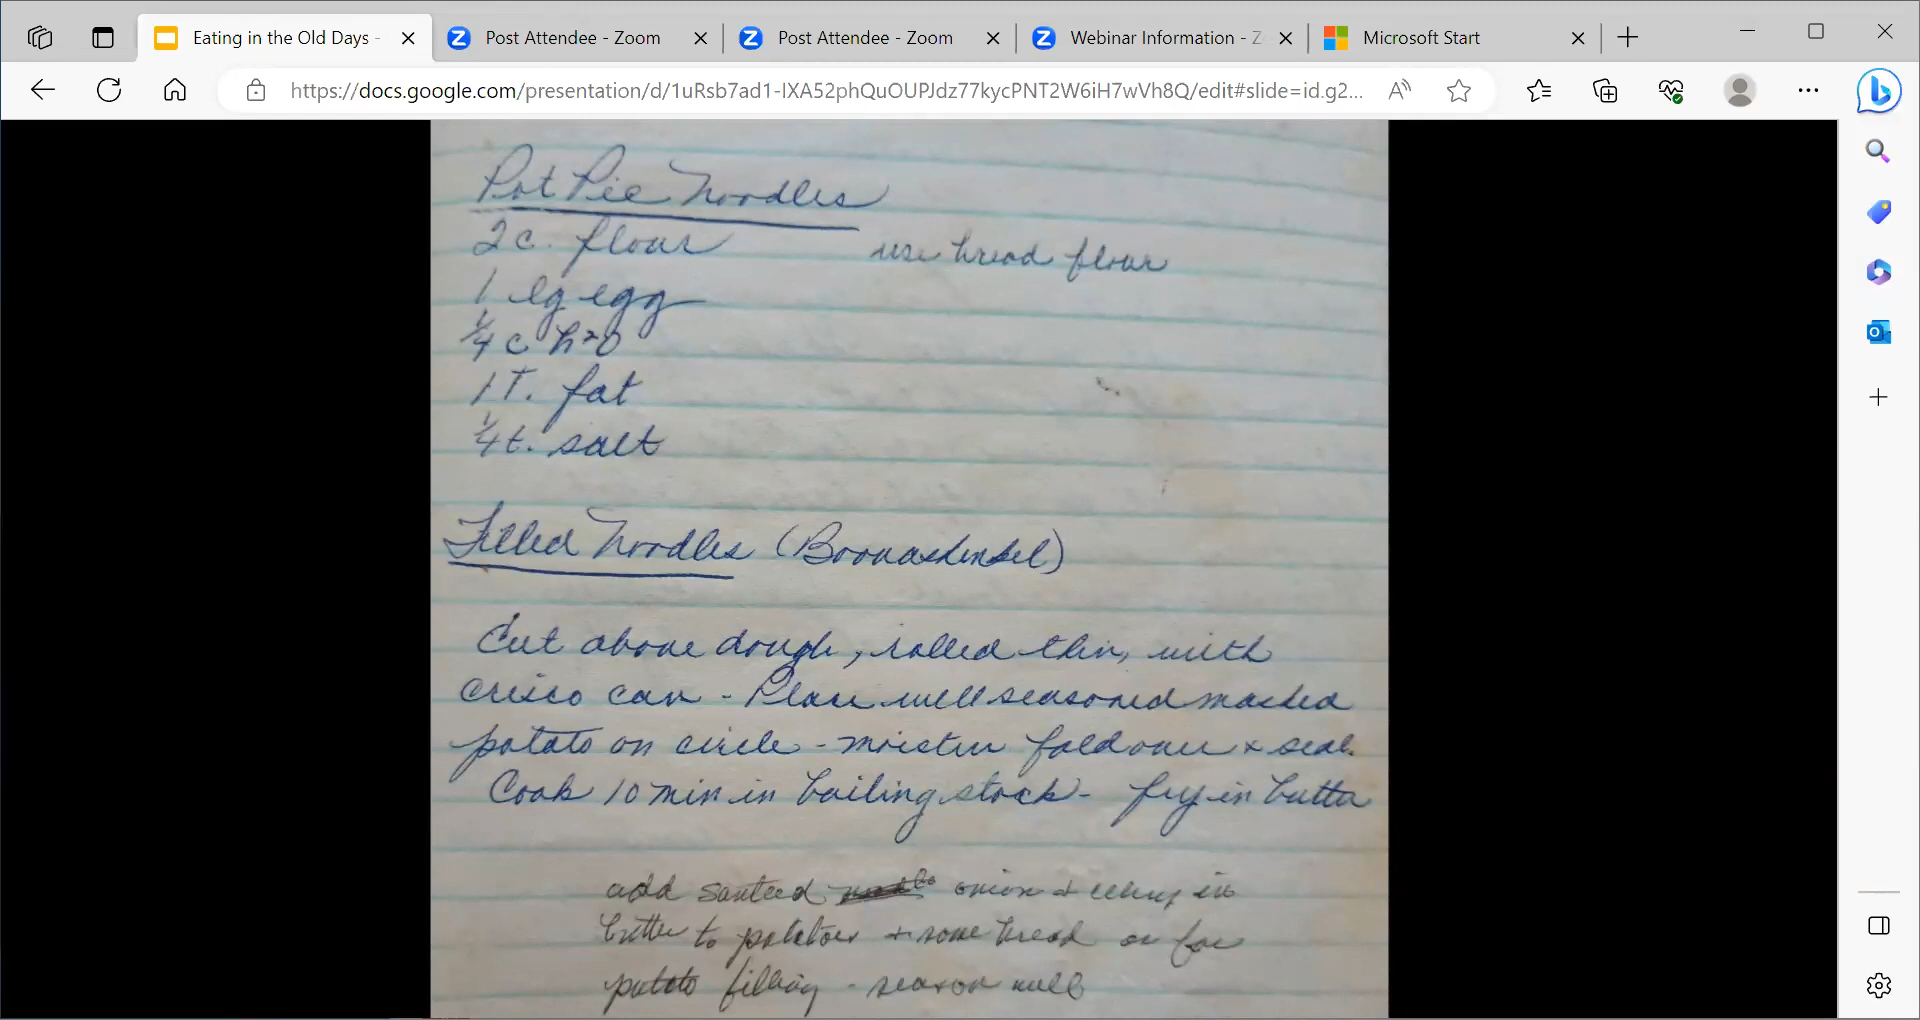 Eating in the Old Days -
Post Attendee - Zoom
Post Attendee - Zoom
Webinar Information - Z
Microsoft Start
https://docs.google.com/presentation/d/1uRsb7ad1-IXA52phQuOUPJdz77kycPNT2W6iH7wVh8Q/edit#slide=id.g2...
Pot Pie Noodles
2 c. flour use bread flour
1 lg egg
1/4 c h2o
1 T. fat
1/4 t. salt
Filled Noodles (Boovashenkel)
Cut above dough, rolled thin, with
crisco can - Place well seasoned mashed
potato on circle - moisten fold over & seal.
Cook 10 min in boiling stock - fry in butter
add sauteed onion & celery in
butter to potatoes + some bread as for
potato filling - season well